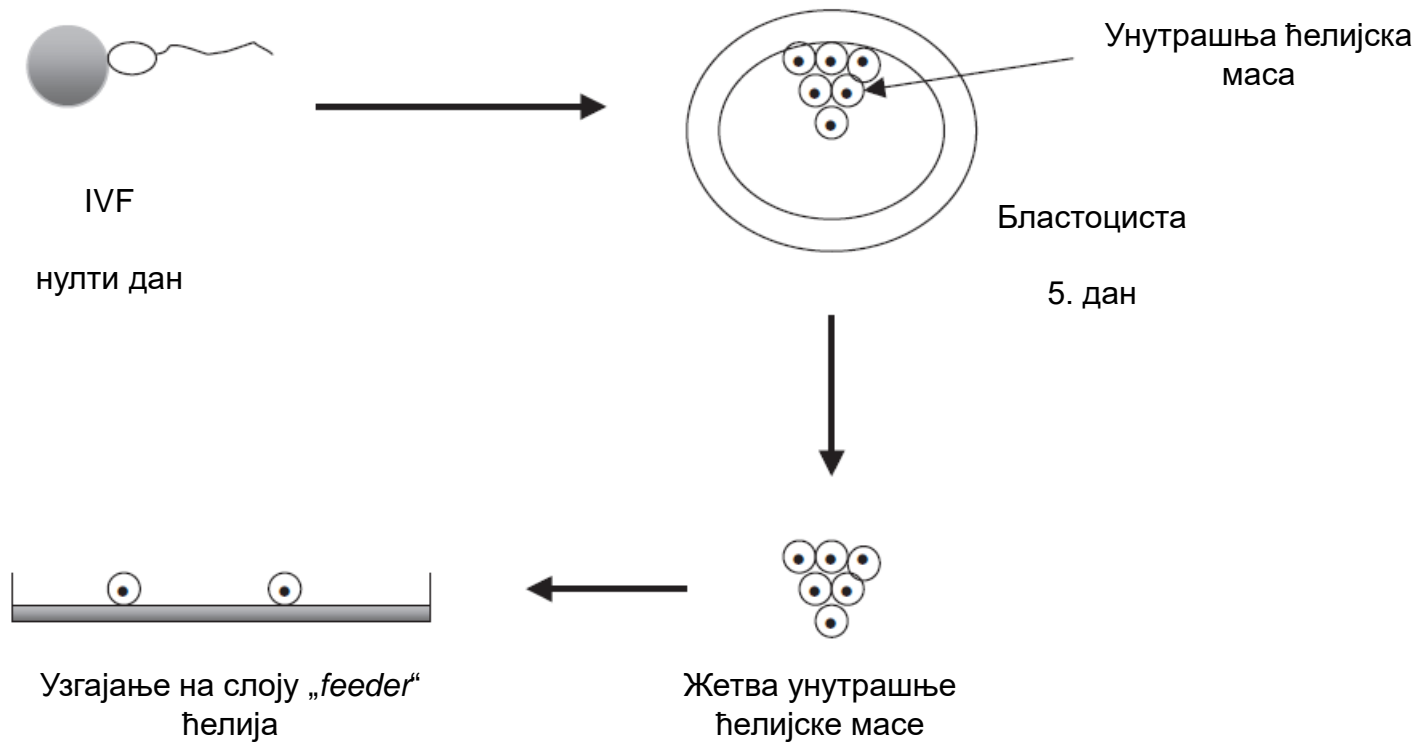 IVF
нулти дан
Унутрашња ћелијска
маса
Бластоциста
5. дан
Жетва унутрашње
ћелијске масе
Узгајање на слоју „feeder“
ћелија